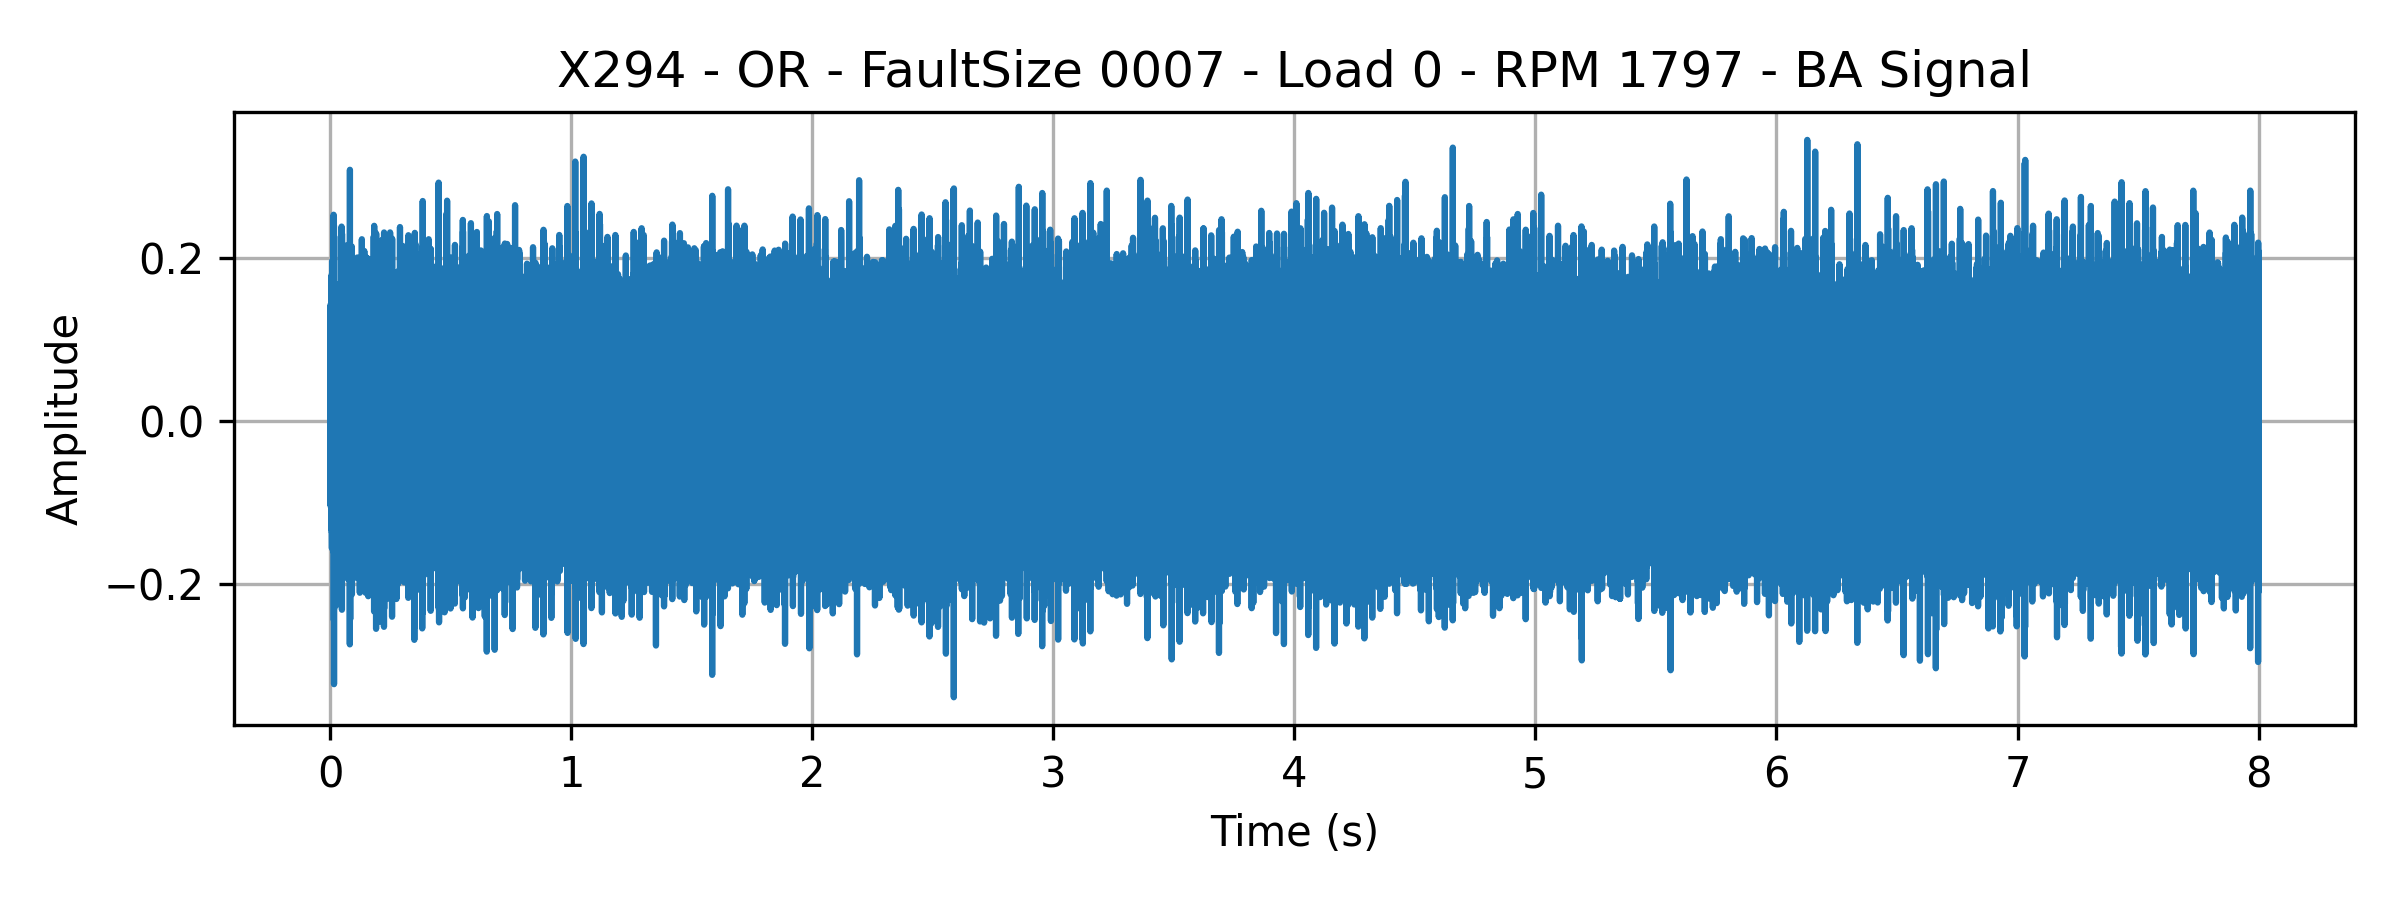 X294 - OR - FaultSize 0007 - Load 0 - RPM 1797 - BA Signal
Amplitude
0.2
0.0
−0.2
0 1 2 3 4 5 6 7 8
Time (s)